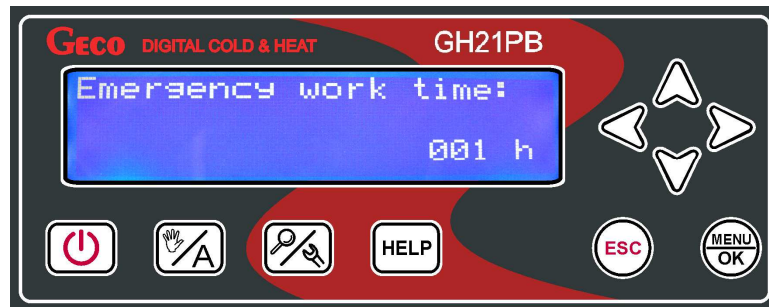 GECO DIGITAL COLD & HEAT GH21PB
Emergency work time:
001 h
A
HELP
ESC
MENU
OK